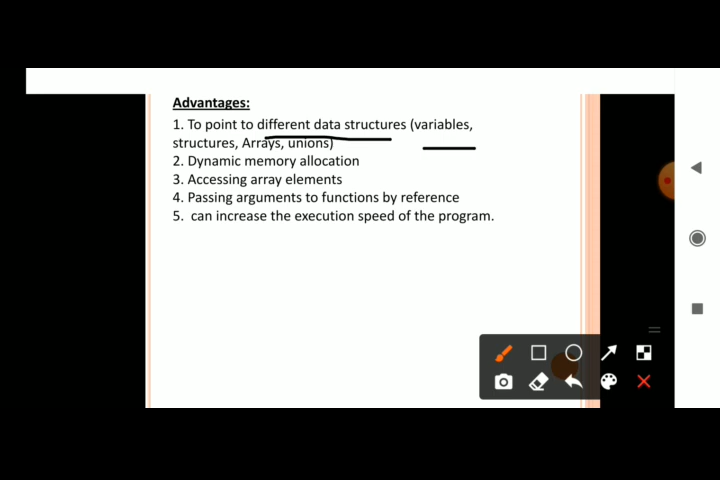 Advantages:
1. To point to different data structures (variables,
structures, Arrays, unions)
2. Dynamic memory allocation
3. Accessing array elements
4. Passing arguments to functions by reference
5. can increase the execution speed of the program.